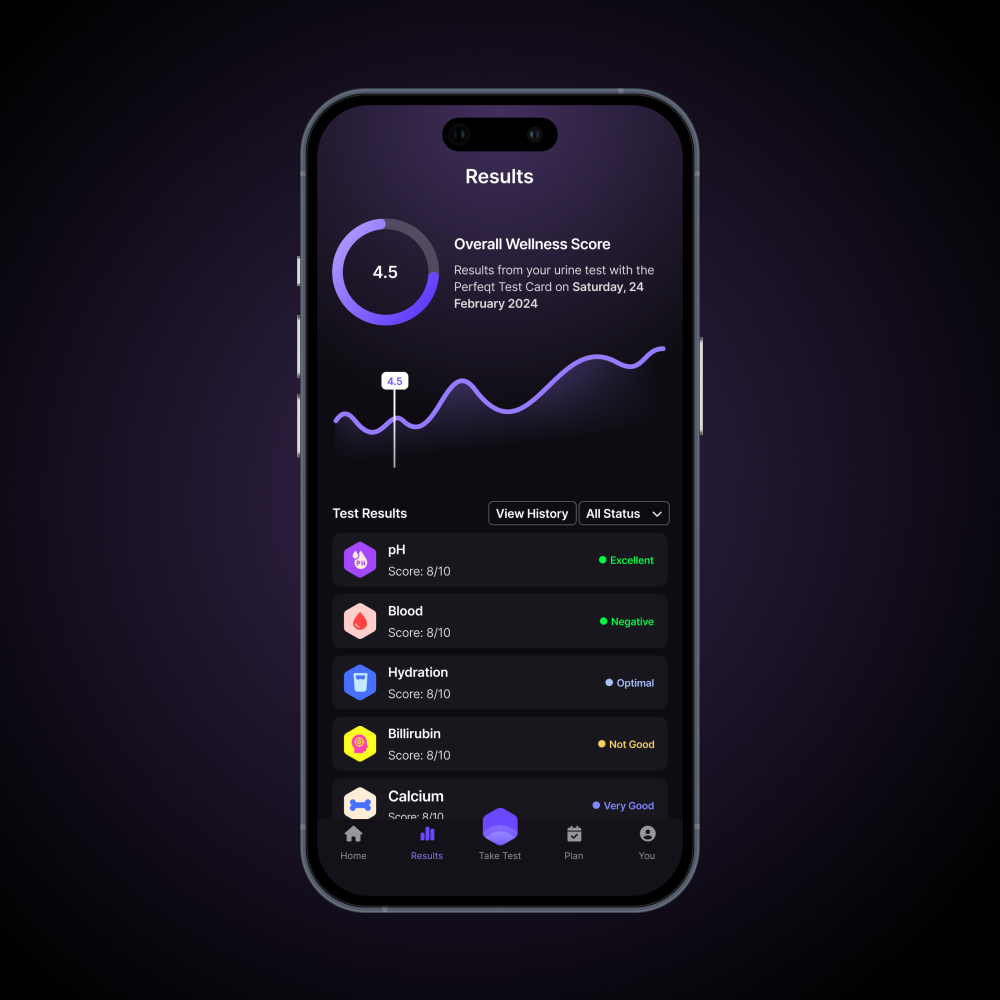 Results
4.5
Overall Wellness Score
Results from your urine test with the
Perfeqt Test Card on Saturday, 24
February 2024
4.5
Test Results
View History
All Status
pH
Score: 8/10
Excellent
PH
Blood
Score: 8/10
Negative
Hydration
Score: 8/10
Optimal
Billirubin
Score: 8/10
Not Good
Calcium
Score: 8/10
Very Good
Home
Results
Take Test
Plan
You